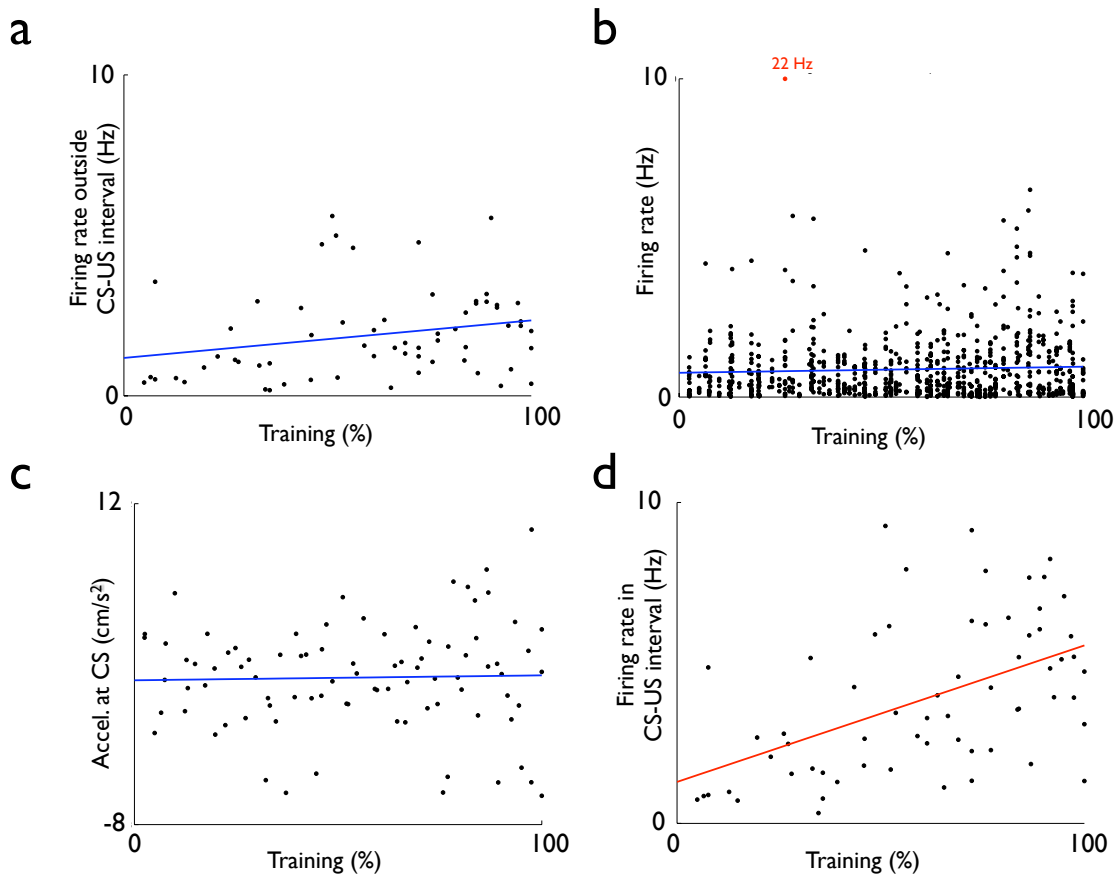 a
10
Firing rate outside
CS-US interval (Hz)
0
0
100
Training (%)
b
22 Hz
10
Firing rate (Hz)
0
0
100
Training (%)
c
12
Accel. at CS (cm/s²)
-8
0
100
Training (%)
d
10
Firing rate in
CS-US interval (Hz)
0
0
100
Training (%)